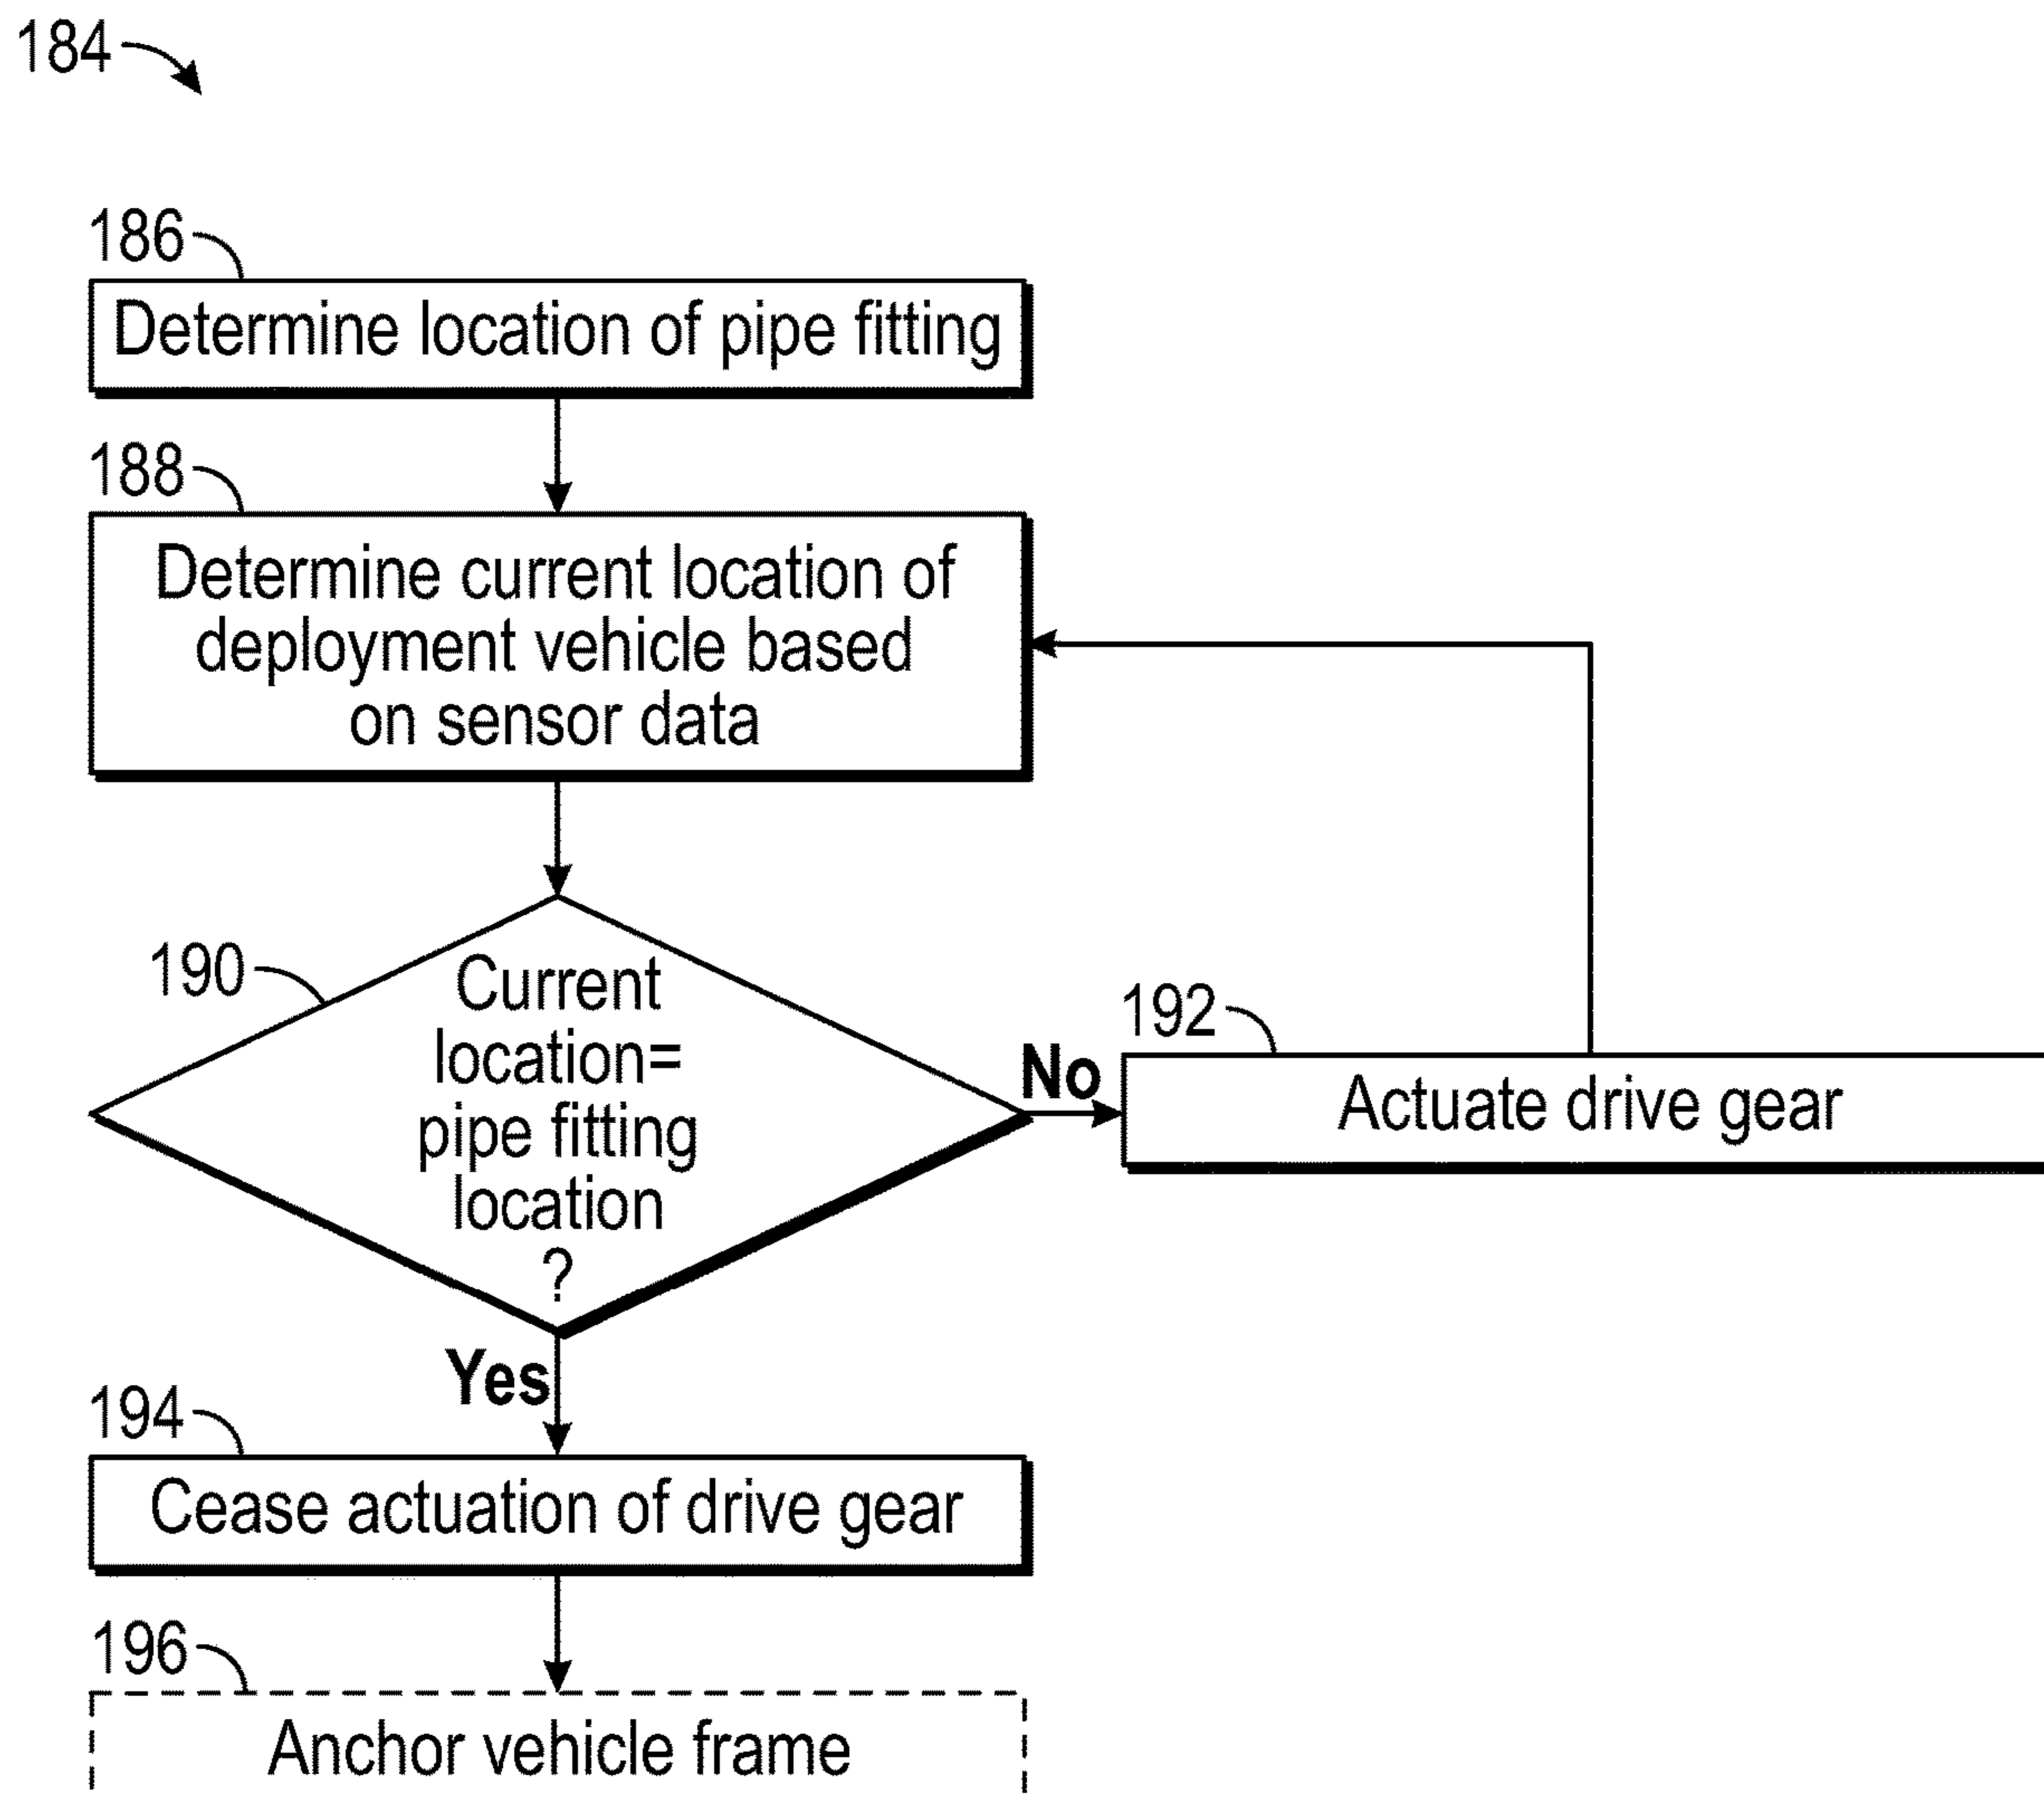 184
186
Determine location of pipe fitting
188
Determine current location of
deployment vehicle based
on sensor data
190
Current
location=
pipe fitting
location
?
No
192
Actuate drive gear
Yes
194
Cease actuation of drive gear
196
Anchor vehicle frame